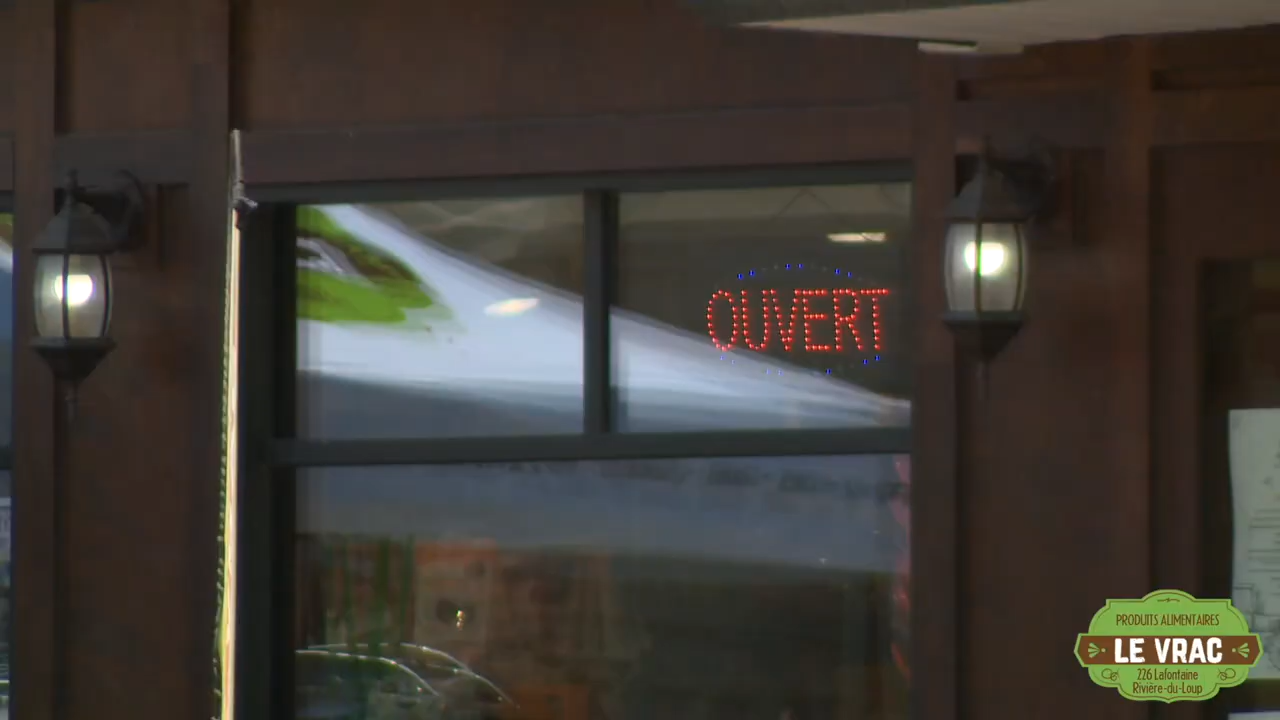 OUVERT
PRODUITS ALIMENTAIRES
LE VRAC
226 Lafontaine
Rivière-du-Loup